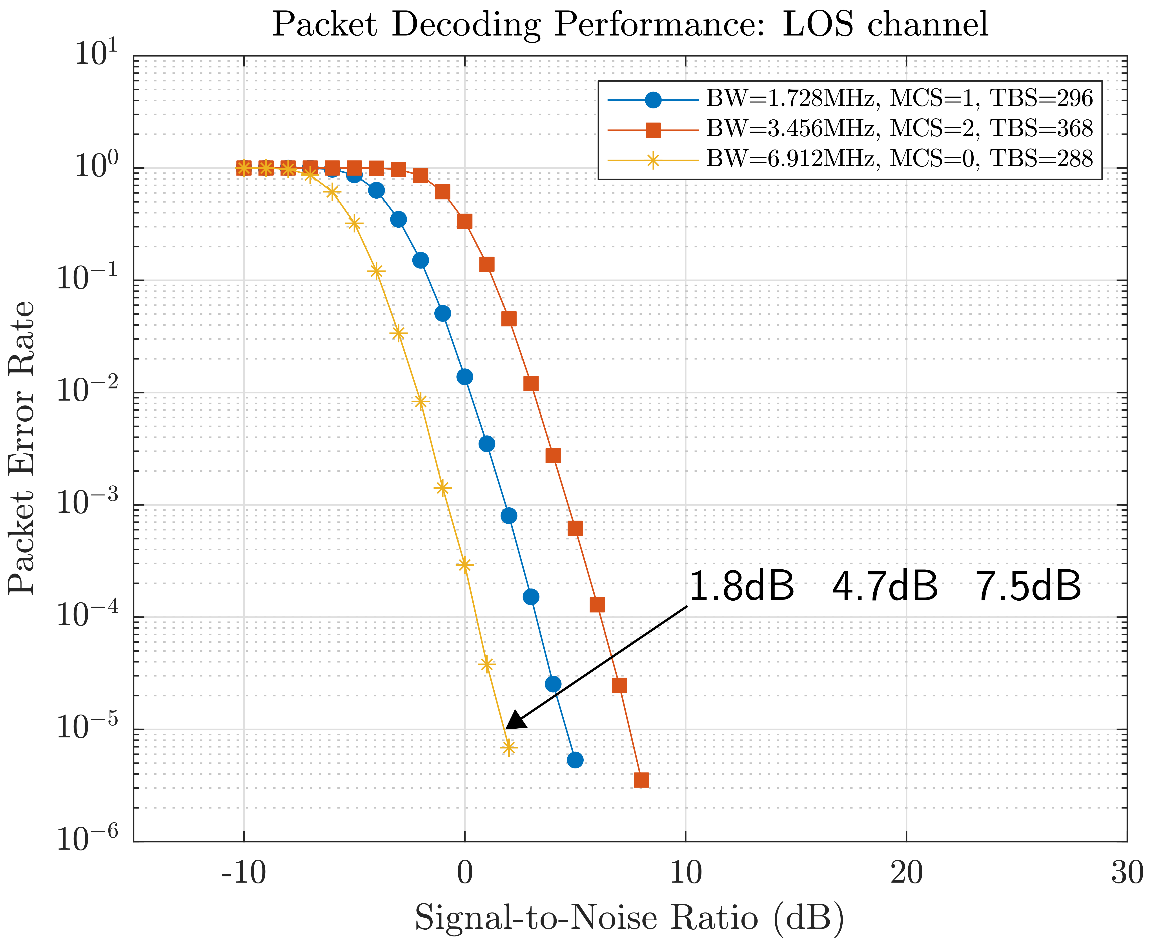 Packet Decoding Performance: LOS channel
10^1
BW=1.728MHz, MCS=1, TBS=296
BW=3.456MHz, MCS=2, TBS=368
BW=6.912MHz, MCS=0, TBS=288
10^0
10^-1
10^-2
10^-3
10^-4
10^-5
10^-6
Packet Error Rate
1.8dB 4.7dB 7.5dB
-10 0 10 20 30
Signal-to-Noise Ratio (dB)